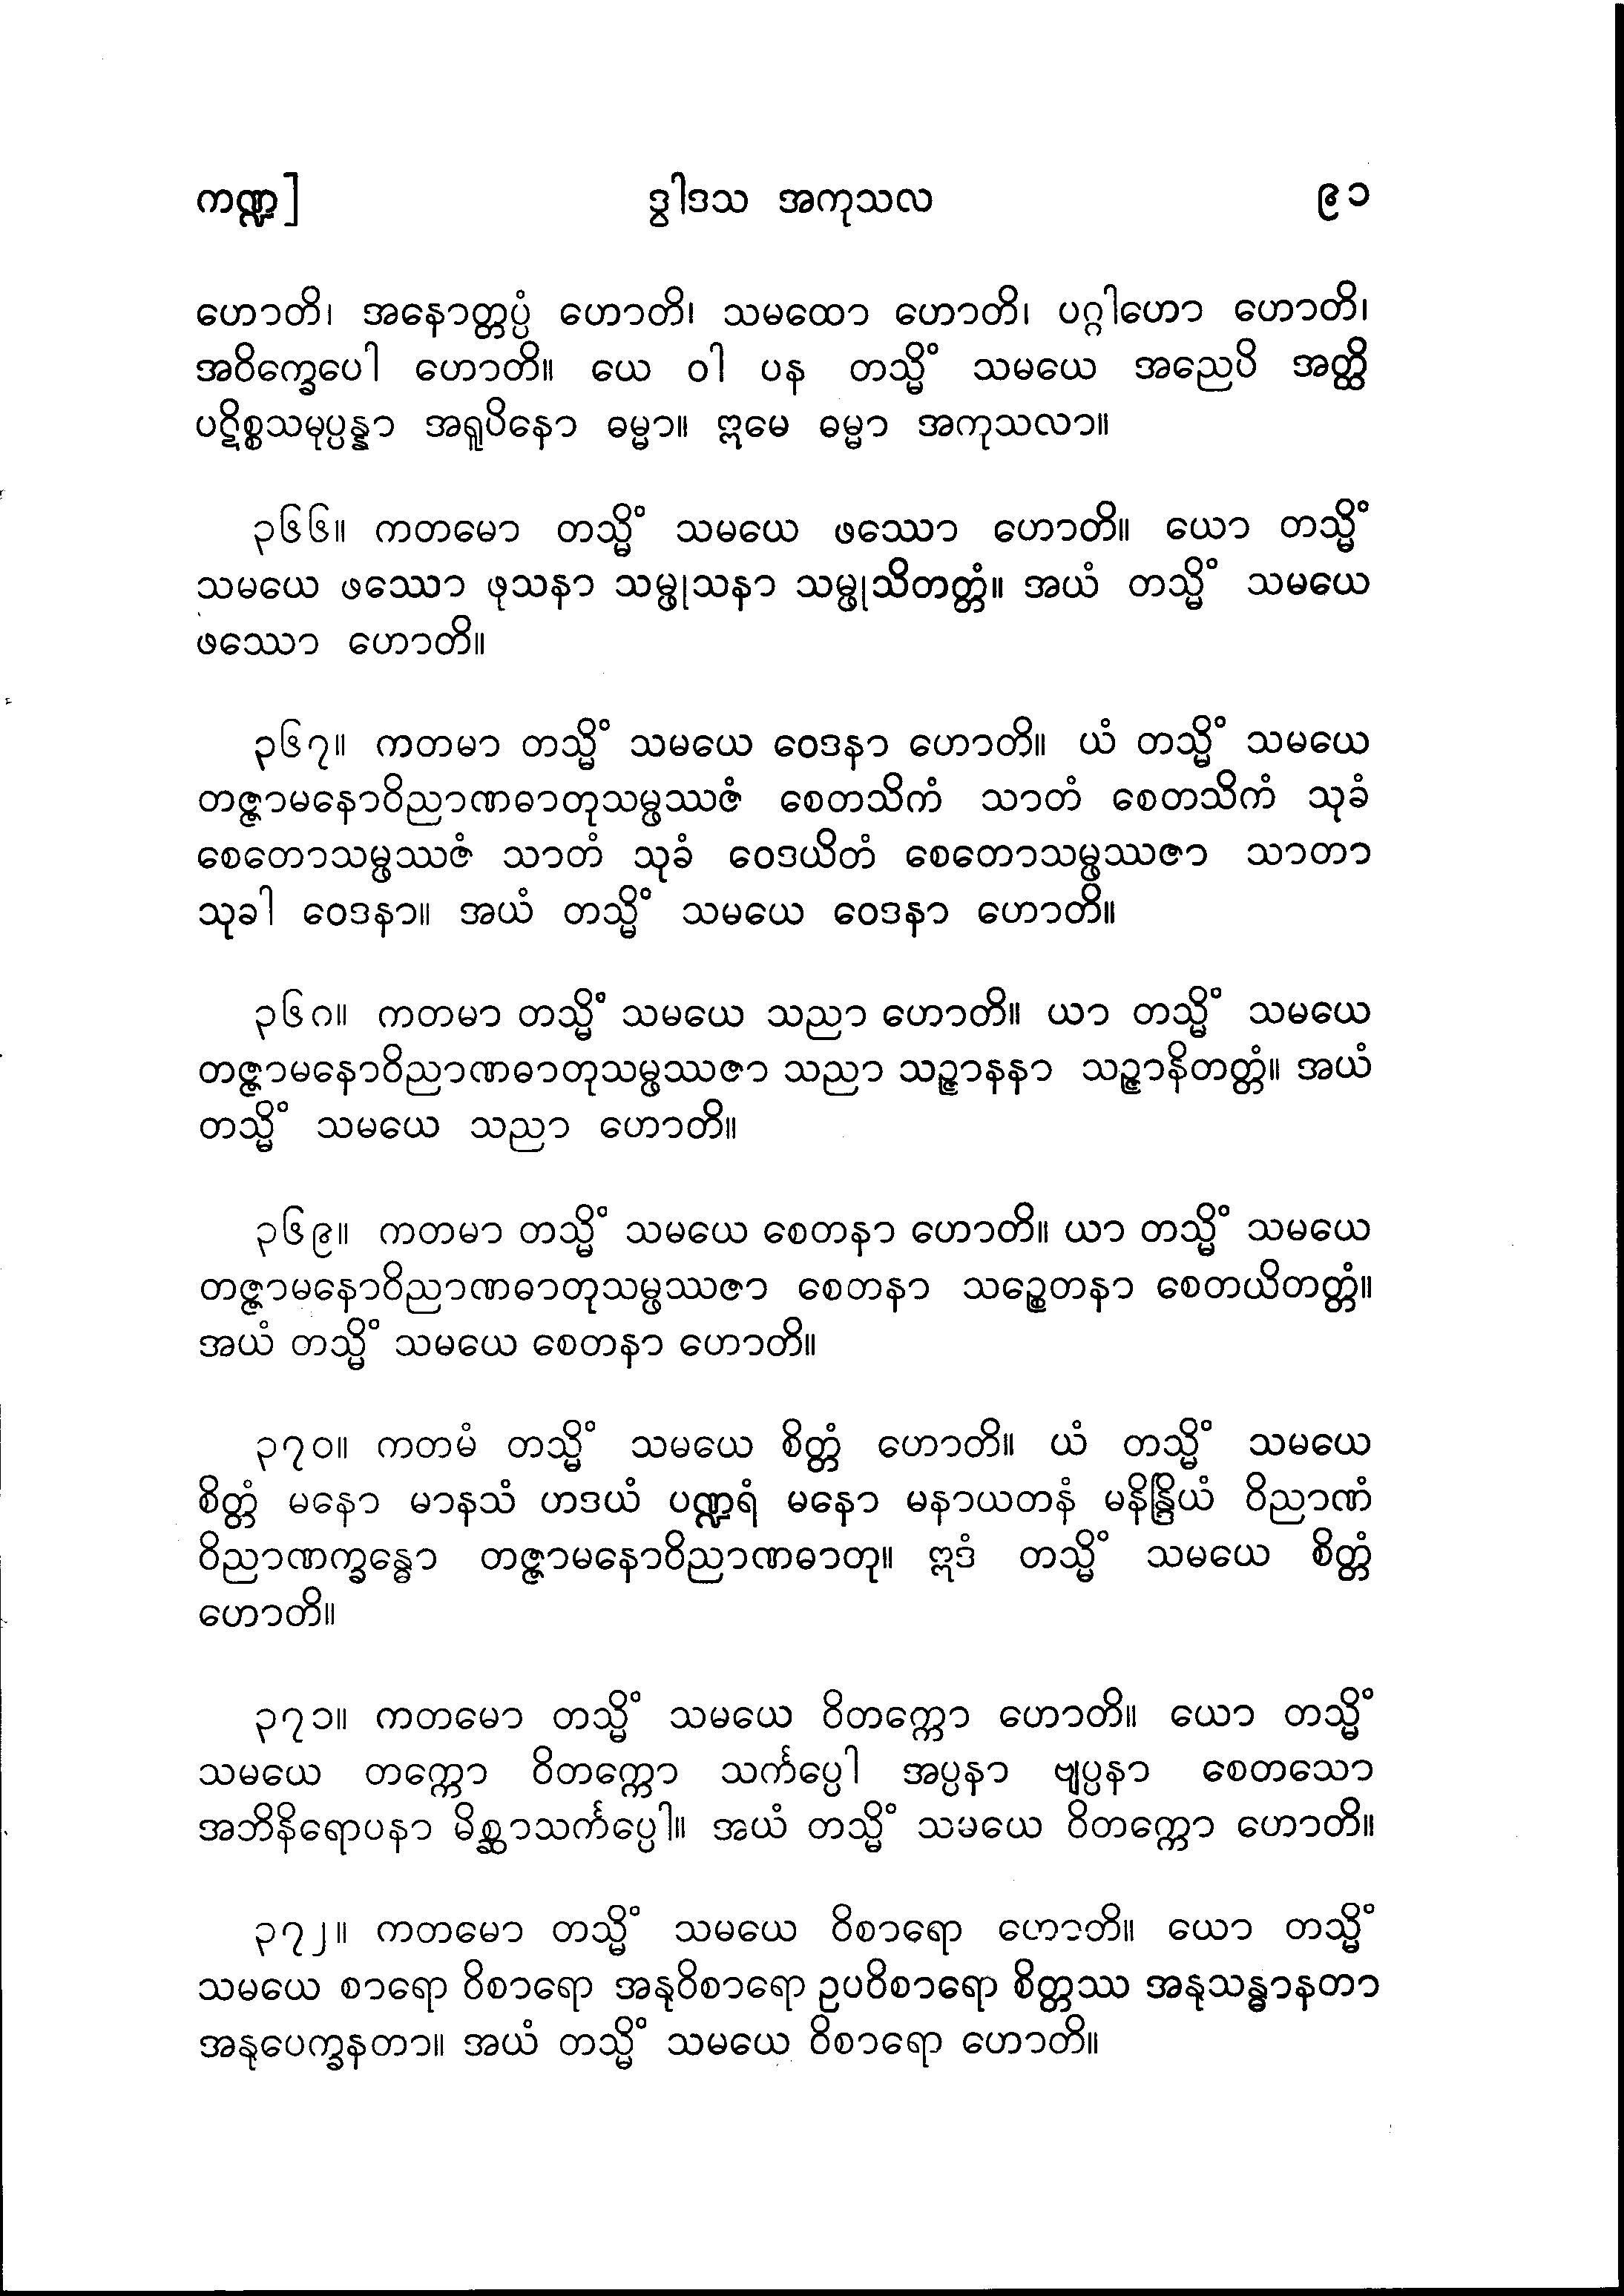 ကဏ္ဍ] ဒွါဒသ အကုသလ ၉၁
ဟောတိ၊ အနောတ္တပ္ပံ ဟောတိ၊ သမထော ဟောတိ၊ ပဂ္ဂါဟော ဟောတိ၊
အဝိက္ခေပေါ ဟောတိ။ ယေ ဝါ ပန တသ္မိံ သမယေ အညေပိ အတ္ထိ
ပဋိစ္စသမုပ္ပန္နာ အရူပိနော ဓမ္မာ။ ဣမေ ဓမ္မာ အကုသလာ။
၃၆၆။ ကတမော တသ္မိံ သမယေ ဖဿော ဟောတိ။ ယော တသ္မိံ
သမယေ ဖဿော ဖုသနာ သမ္ဖုသနာ သမ္ဖုသိတတ္တံ။ အယံ တသ္မိံ သမယေ
ဖဿော ဟောတိ။
၃၆၇။ ကတမာ တသ္မိံ သမယေ ဝေဒနာ ဟောတိ။ ယံ တသ္မိံ သမယေ
တဇ္ဇာမနောဝိညာဏဓာတုသမ္ဖဿဇံ စေတသိကံ သာတံ စေတသိကံ သုခံ
စေတောသမ္ဖဿဇံ သာတံ သုခံ ဝေဒယိတံ စေတောသမ္ဖဿဇာ သာတာ
သုခါ ဝေဒနာ။ အယံ တသ္မိံ သမယေ ဝေဒနာ ဟောတိ။
၃၆၈။ ကတမာ တသ္မိံ သမယေ သညာ ဟောတိ။ ယာ တသ္မိံ သမယေ
တဇ္ဇာမနောဝိညာဏဓာတုသမ္ဖဿဇာ သညာ သဉ္ဇာနနာ သဉ္ဇာနိတတ္တံ။ အယံ
တသ္မိံ သမယေ သညာ ဟောတိ။
၃၆၉။ ကတမာ တသ္မိံ သမယေ စေတနာ ဟောတိ။ ယာ တသ္မိံ သမယေ
တဇ္ဇာမနောဝိညာဏဓာတုသမ္ဖဿဇာ စေတနာ သဉ္စေတနာ စေတယိတတ္တံ။
အယံ တသ္မိံ သမယေ စေတနာ ဟောတိ။
၃၇၀။ ကတမံ တသ္မိံ သမယေ စိတ္တံ ဟောတိ။ ယံ တသ္မိံ သမယေ
စိတ္တံ မနော မာနသံ ဟဒယံ ပဏ္ဍရံ မနော မနာယတနံ မနိန္ဒြိယံ ဝိညာဏံ
ဝိညာဏက္ခန္ဓော တဇ္ဇာမနောဝိညာဏဓာတု။ ဣဒံ တသ္မိံ သမယေ စိတ္တံ
ဟောတိ။
၃၇၁။ ကတမော တသ္မိံ သမယေ ဝိတက္ကော ဟောတိ။ ယော တသ္မိံ
သမယေ တက္ကော ဝိတက္ကော သင်္ကပ္ပေါ အပ္ပနာ ဗျပ္ပနာ စေတသော
အဘိနိရောပနာ မိစ္ဆာသင်္ကပ္ပေါ။ အယံ တသ္မိံ သမယေ ဝိတက္ကော ဟောတိ။
၃၇၂။ ကတမော တသ္မိံ သမယေ ဝိစာရော ဟောတိ။ ယော တသ္မိံ
သမယေ စာရော ဝိစာရော အနုဝိစာရော ဥပဝိစာရော စိတ္တဿ အနုသန္ဓာနတာ
အနုပေက္ခနတာ။ အယံ တသ္မိံ သမယေ ဝိစာရော ဟောတိ။